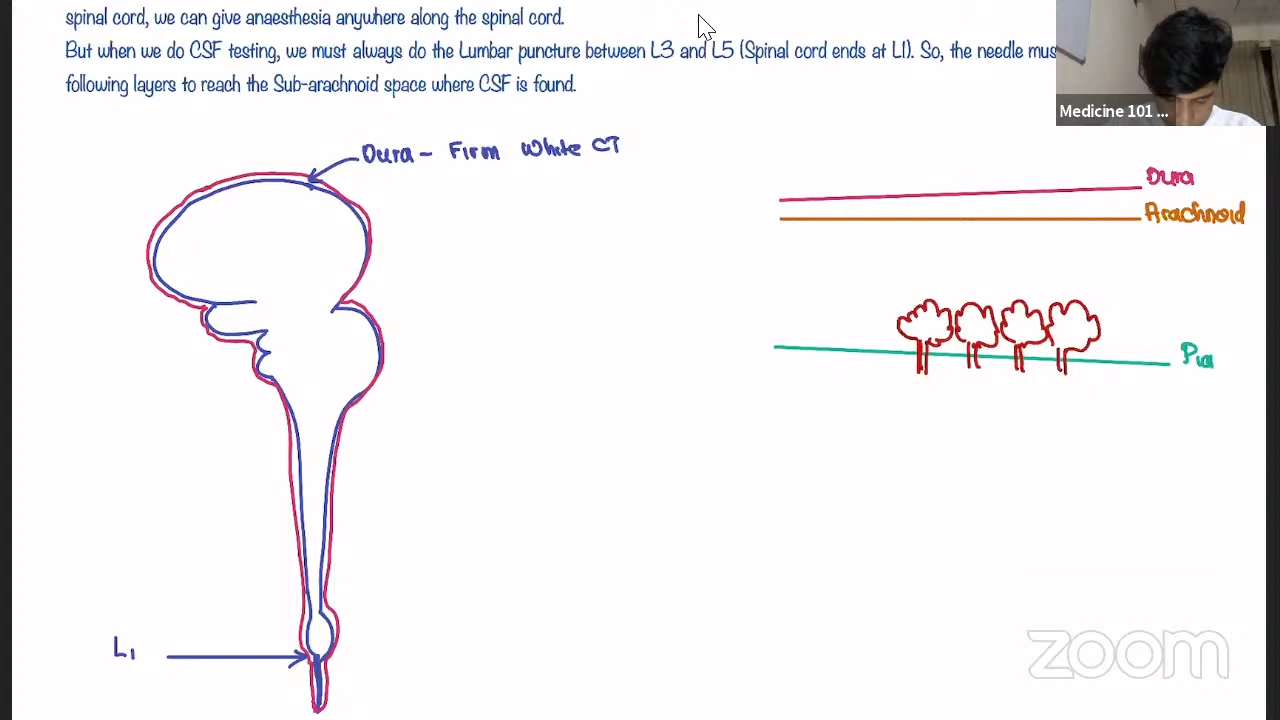 spinal cord, we can give anaesthesia anywhere along the spinal cord.
But when we do CSF testing, we must always do the Lumbar puncture between L3 and L5 (Spinal cord ends at L1). So, the needle mus
following layers to reach the Sub-arachnoid space where CSF is found.
Medicine 101 ...
Dura - Firm White CT
Dura
Arachnoid
Pia
L1
zoom